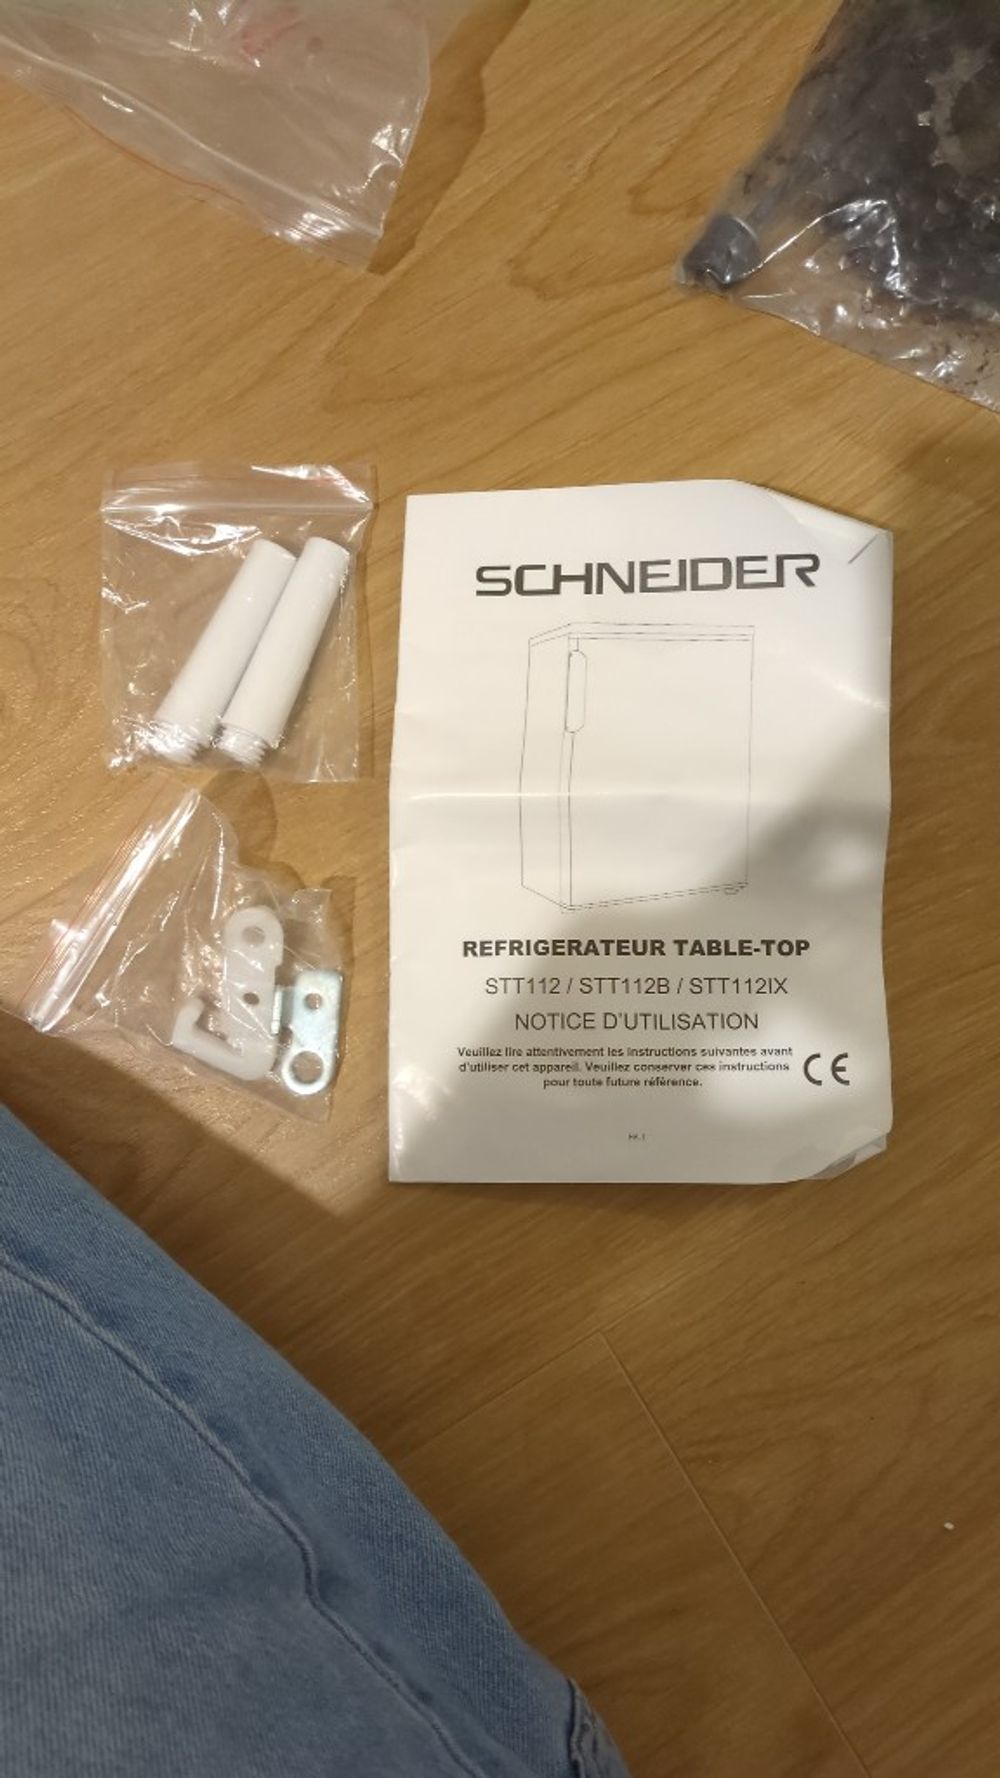 SCHNEIDER
REFRIGERATEUR TABLE-TOP
STT112 / STT112B / STT112IX
NOTICE D'UTILISATION
Veuillez lire attentivement les instructions suivantes avant
d'utiliser cet appareil. Veuillez conserver ces instructions
pour toute future référence.
CE